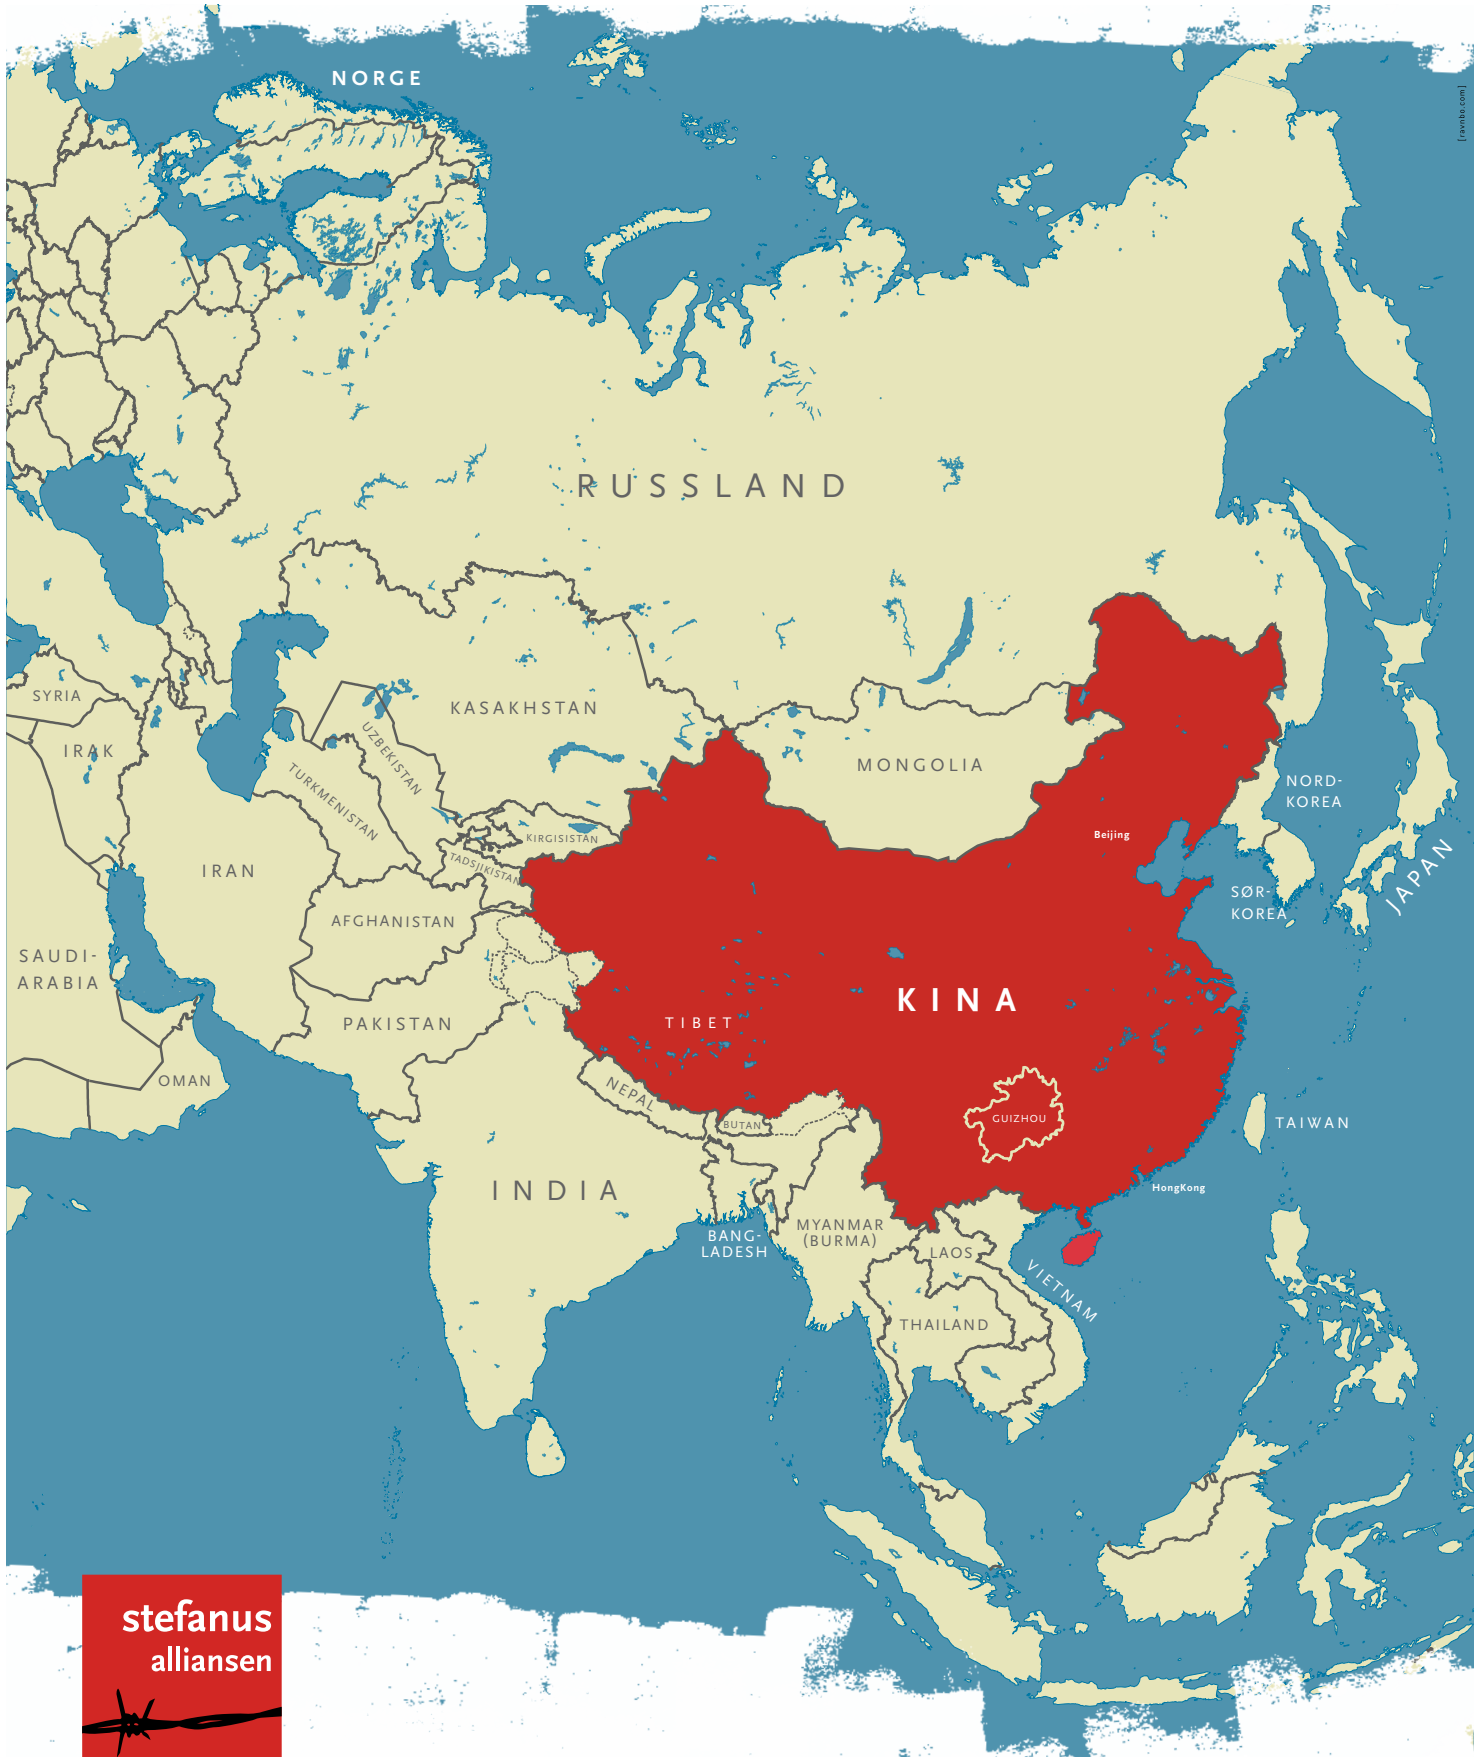 NORGE
[ravnbo.com]
RUSSLAND
SYRIA
KASAKHSTAN
IRAK
UZBEKISTAN
MONGOLIA
TURKMENISTAN
NORD-
KOREA
Beijing
KIRGISISTAN
TADSJIKISTAN
IRAN
JAPAN
SØR-
KOREA
AFGHANISTAN
SAUDI-
ARABIA
KINA
PAKISTAN
TIBET
OMAN
NEPAL
BUTAN
GUIZHOU
TAIWAN
INDIA
HongKong
MYANMAR
(BURMA)
BANG-
LADESH
LAOS
VIETNAM
THAILAND
stefanus
alliansen